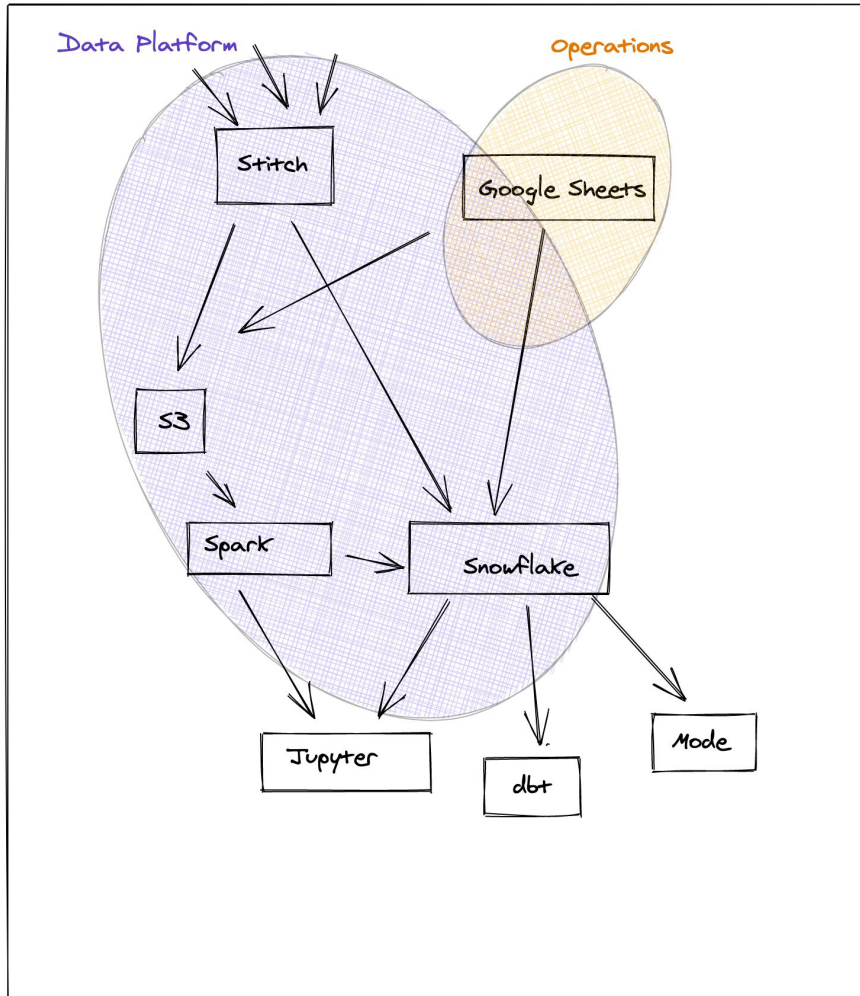 Data Platform
Operations
Stitch
Google Sheets
S3
Spark
Snowflake
Jupyter
Mode
dbt